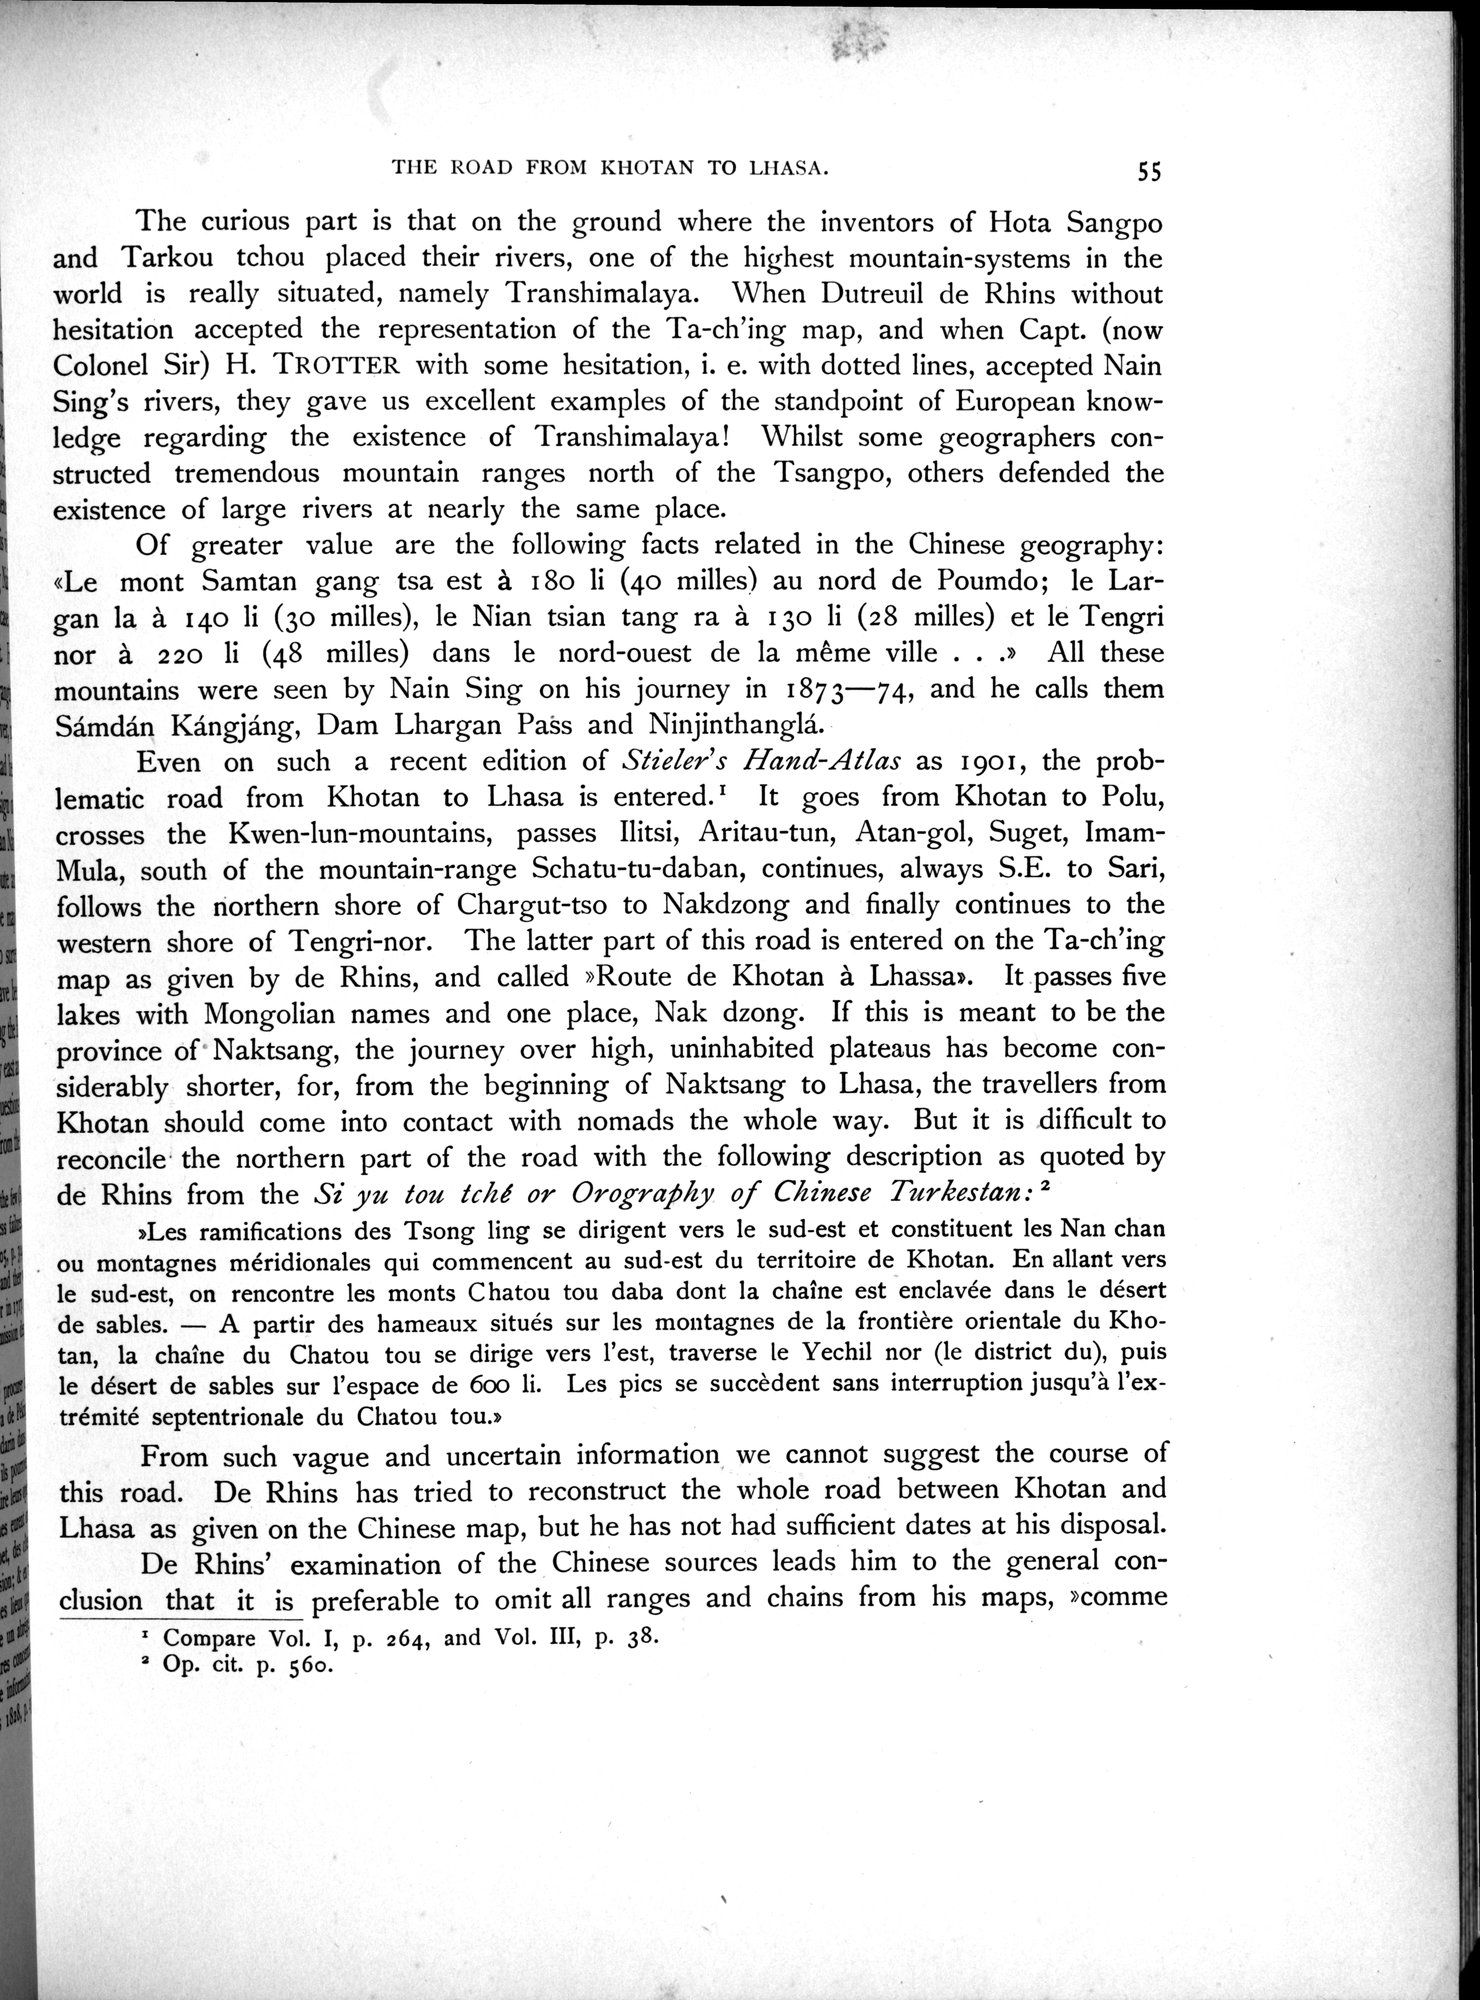 THE ROAD FROM KHOTAN TO LHASA. 55
The curious part is that on the ground where the inventors of Hota Sangpo
and Tarkou tchou placed their rivers, one of the highest mountain-systems in the
world is really situated, namely Transhimalaya. When Dutreuil de Rhins without
hesitation accepted the representation of the Ta-ch'ing map, and when Capt. (now
Colonel Sir) H. TROTTER with some hesitation, i. e. with dotted lines, accepted Nain
Sing's rivers, they gave us excellent examples of the standpoint of European know-
ledge regarding the existence of Transhimalaya! Whilst some geographers con-
structed tremendous mountain ranges north of the Tsangpo, others defended the
existence of large rivers at nearly the same place.
Of greater value are the following facts related in the Chinese geography:
«Le mont Samtan gang tsa est à 180 li (40 milles) au nord de Poumdo; le Lar-
gan la à 140 li (30 milles), le Nian tsian tang ra à 130 li (28 milles) et le Tengri
nor à 220 li (48 milles) dans le nord-ouest de la même ville . . .» All these
mountains were seen by Nain Sing on his journey in 1873—74, and he calls them
Sámdán Kángjáng, Dam Lhargan Pass and Ninjinthanglá.
Even on such a recent edition of Stieler's Hand-Atlas as 1901, the prob-
lematic road from Khotan to Lhasa is entered.¹ It goes from Khotan to Polu,
crosses the Kwen-lun-mountains, passes Ilitsi, Aritau-tun, Atan-gol, Suget, Imam-
Mula, south of the mountain-range Schatu-tu-daban, continues, always S.E. to Sari,
follows the northern shore of Chargut-tso to Nakdzong and finally continues to the
western shore of Tengri-nor. The latter part of this road is entered on the Ta-ch'ing
map as given by de Rhins, and called »Route de Khotan à Lhassa». It passes five
lakes with Mongolian names and one place, Nak dzong. If this is meant to be the
province of Naktsang, the journey over high, uninhabited plateaus has become con-
siderably shorter, for, from the beginning of Naktsang to Lhasa, the travellers from
Khotan should come into contact with nomads the whole way. But it is difficult to
reconcile the northern part of the road with the following description as quoted by
de Rhins from the Si yu tou tché or Orography of Chinese Turkestan: ²
»Les ramifications des Tsong ling se dirigent vers le sud-est et constituent les Nan chan
ou montagnes méridionales qui commencent au sud-est du territoire de Khotan. En allant vers
le sud-est, on rencontre les monts Chatou tou daba dont la chaîne est enclavée dans le désert
de sables. — A partir des hameaux situés sur les montagnes de la frontière orientale du Kho-
tan, la chaîne du Chatou tou se dirige vers l'est, traverse le Yechil nor (le district du), puis
le désert de sables sur l'espace de 600 li. Les pics se succèdent sans interruption jusqu'à l'ex-
trémité septentrionale du Chatou tou.»
From such vague and uncertain information we cannot suggest the course of
this road. De Rhins has tried to reconstruct the whole road between Khotan and
Lhasa as given on the Chinese map, but he has not had sufficient dates at his disposal.
De Rhins' examination of the Chinese sources leads him to the general con-
clusion that it is preferable to omit all ranges and chains from his maps, »comme
¹ Compare Vol. I, p. 264, and Vol. III, p. 38.
² Op. cit. p. 560.